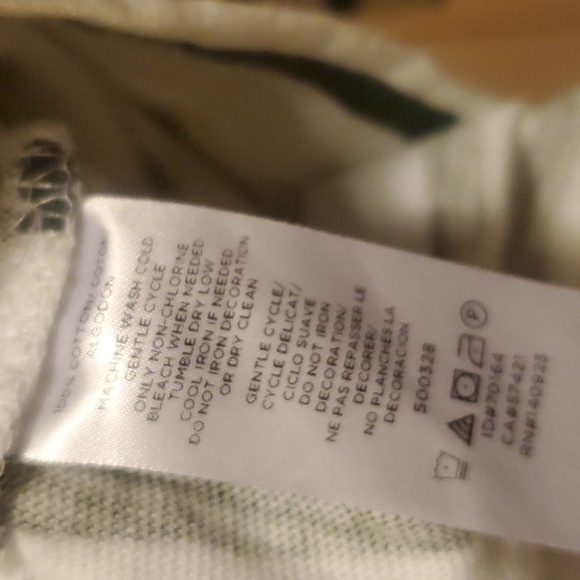 100% COTTON/ COTON/
ALGODON
MACHINE WASH COLD
GENTLE CYCLE
ONLY NON-CHLORINE
BLEACH WHEN NEEDED
TUMBLE DRY LOW
COOL IRON IF NEEDED
DO NOT IRON DECORATION
OR DRY CLEAN
GENTLE CYCLE/
CYCLE DELICAT/
CICLO SUAVE
DO NOT IRON
DECORATION/
NE PAS REPASSER LE
DECORER/
NO PLANCHES LA
DECORACION
500328
P
ID#70164
CA#57421
RN#140923